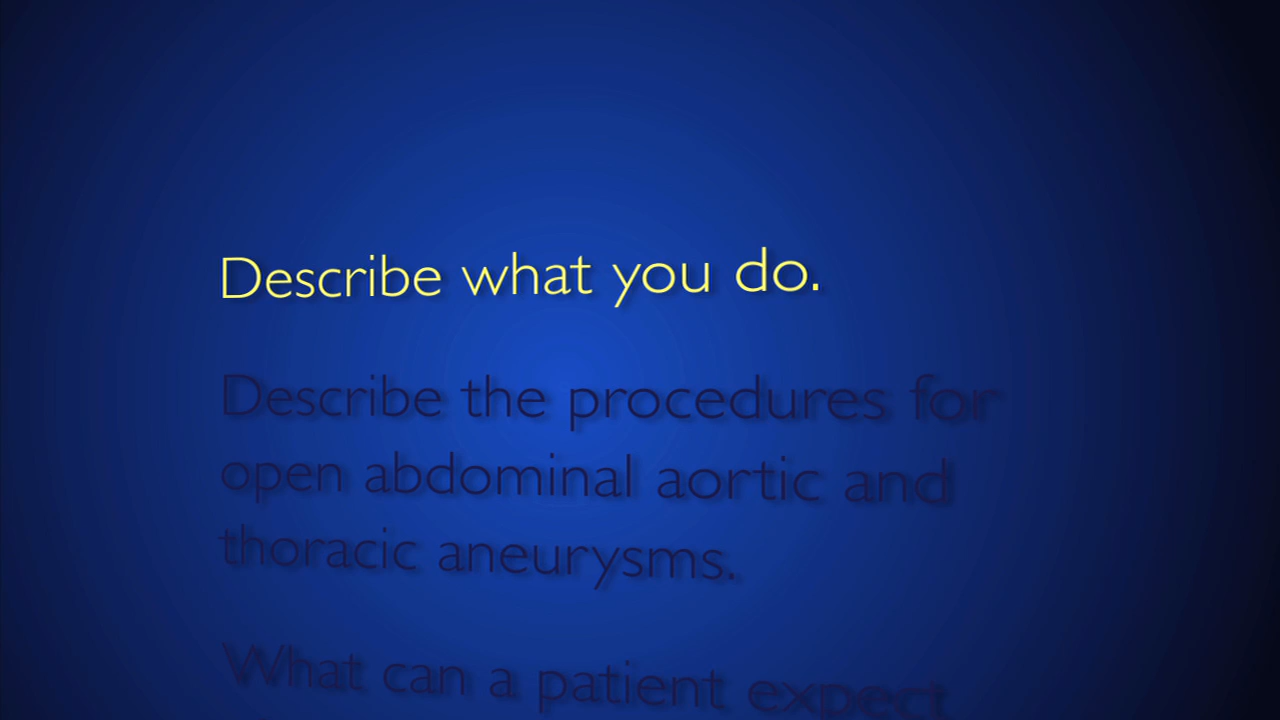 Describe what you do.
Describe the procedures for
open abdominal aortic and
thoracic aneurysms.
What can a patient expect